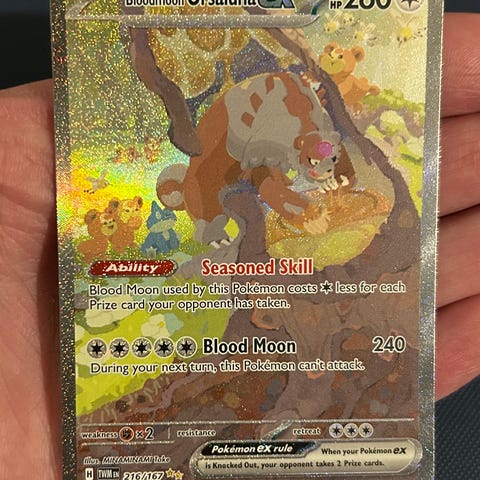 Bloodmoon Ursaluna ex HP 260
Ability Seasoned Skill
Blood Moon used by this Pokémon costs less for each
Prize card your opponent has taken.
Blood Moon 240
During your next turn, this Pokémon can't attack.
weakness ×2 resistance retreat
Illus. MINAMINAMI Take
H TWM EN 216/167
Pokémon ex rule
When your Pokémon ex
is Knocked Out, your opponent takes 2 Prize cards.